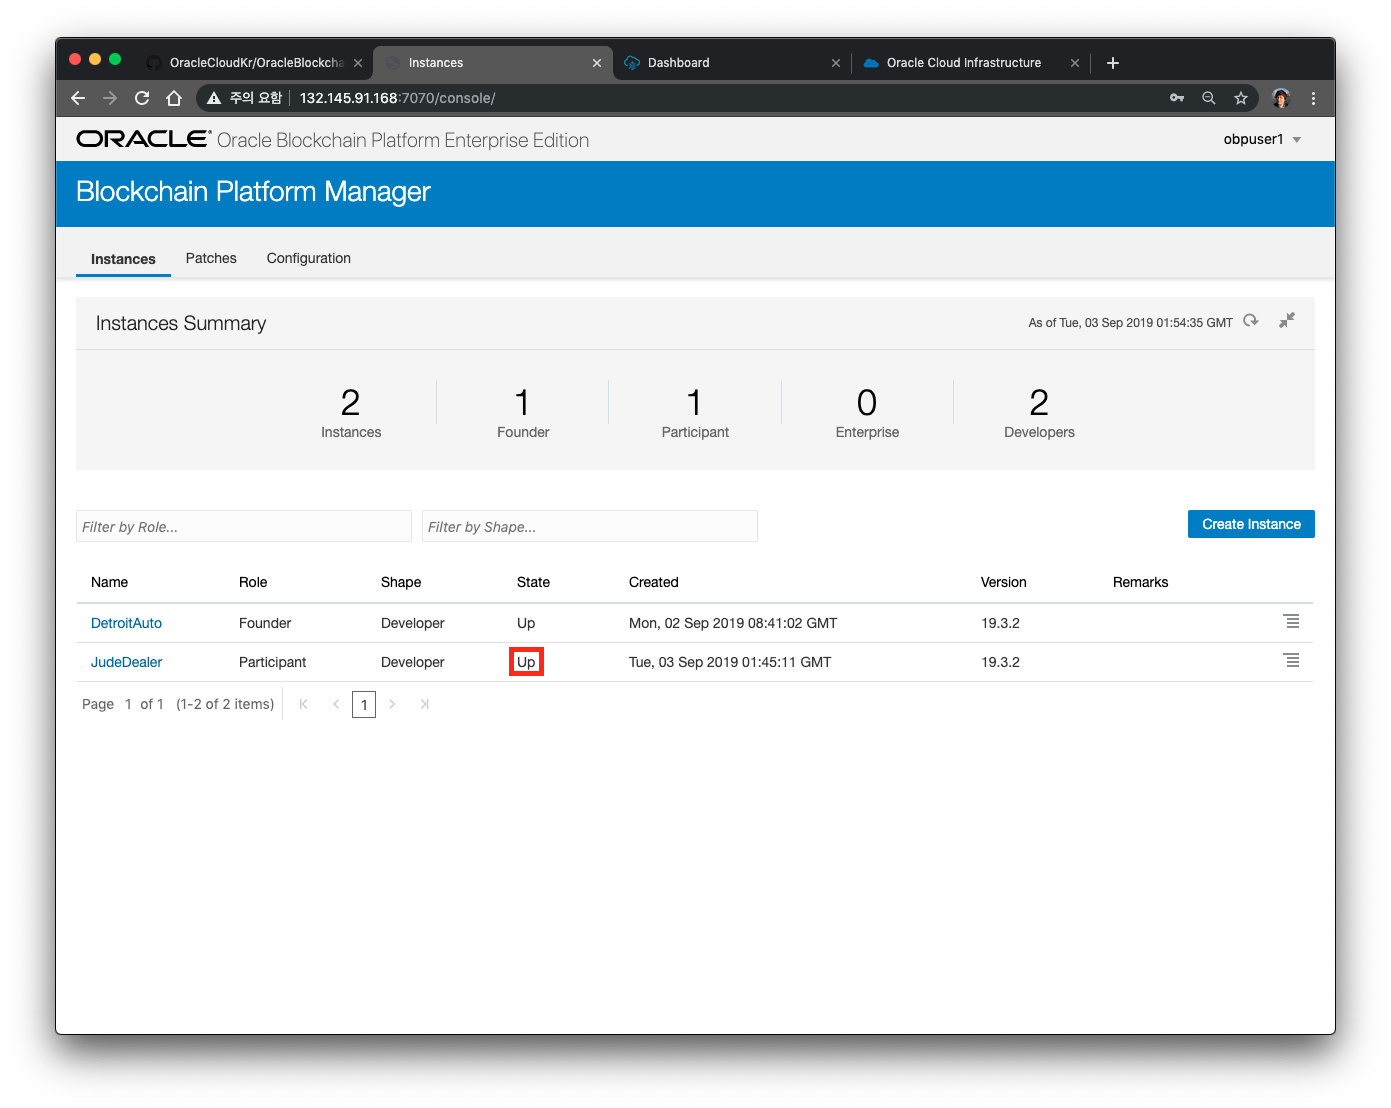 OracleCloudKr/OracleBlockcha
Instances
Dashboard
Oracle Cloud Infrastructure
주의 요함 132.145.91.168:7070/console/
ORACLE Oracle Blockchain Platform Enterprise Edition
obpuser1
Blockchain Platform Manager
Instances Patches Configuration
Instances Summary
As of Tue, 03 Sep 2019 01:54:35 GMT
2 1 1 0 2
Instances Founder Participant Enterprise Developers
Filter by Role... Filter by Shape...
Create Instance
Name Role Shape State Created Version Remarks
DetroitAuto Founder Developer Up Mon, 02 Sep 2019 08:41:02 GMT 19.3.2
JudeDealer Participant Developer Up Tue, 03 Sep 2019 01:45:11 GMT 19.3.2
Page 1 of 1 (1-2 of 2 items) 1